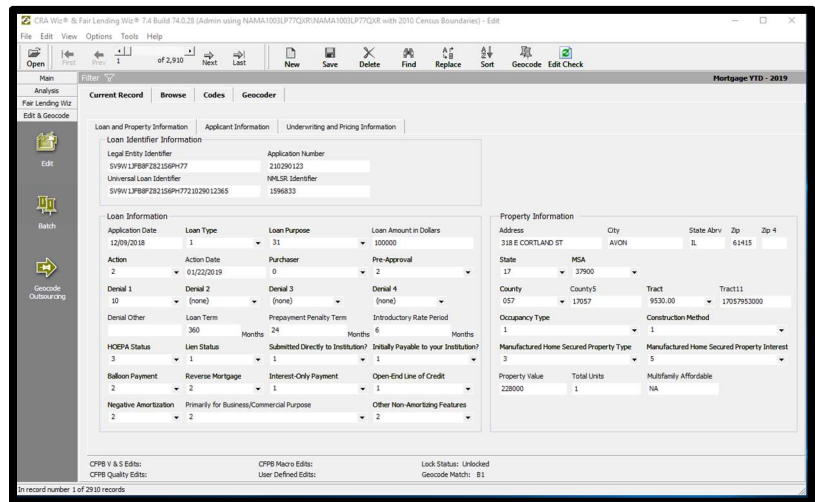 CRA Wiz® & Fair Lending Wiz® 7.4 Build 74.0.28 (Admin using NAMA1003LP77QXR\NAMA1003LP77QXR with 2010 Census Boundaries) - Edit
File Edit View Options Tools Help
Open First Prev 1 of 2,910 Next Last New Save Delete Find Replace Sort Geocode Edit Check
Main Filter Mortgage YTD - 2019
Analysis
Fair Lending Wiz
Edit & Geocode
Current Record Browse Codes Geocoder
Loan and Property Information Applicant Information Underwriting and Pricing Information
Edit
Batch
Geocode
Outsourcing
Loan Identifier Information
Legal Entity Identifier Application Number
SV9W1JFB8FZ821S6PH77 210290123
Universal Loan Identifier NMLSR Identifier
SV9W1JFB8FZ821S6PH7721029012365 1596833
Loan Information
Application Date Loan Type Loan Purpose Loan Amount in Dollars
12/09/2018 1 31 100000
Action Action Date Purchaser Pre-Approval
2 01/22/2019 0 2
Denial 1 Denial 2 Denial 3 Denial 4
10 (none) (none) (none)
Denial Other Loan Term Prepayment Penalty Term Introductory Rate Period
360 Months 24 Months 6 Months
HOEPA Status Lien Status Submitted Directly to Institution? Initially Payable to your Institution?
3 1 1 1
Balloon Payment Reverse Mortgage Interest-Only Payment Open-End Line of Credit
2 2 1 1
Negative Amortization Primarily for Business/Commercial Purpose Other Non-Amortizing Features
2 2 2
Property Information
Address City State Abrv Zip Zip 4
318 E CORTLAND ST AVON IL 61415
State MSA
17 37900
County County5 Tract Tract11
057 17057 9530.00 17057953000
Occupancy Type Construction Method
1 1
Manufactured Home Secured Property Type Manufactured Home Secured Property Interest
3 5
Property Value Total Units Multifamily Affordable
228000 1 NA
CFPB V & S Edits: CFPB Macro Edits: Lock Status: Unlocked
CFPB Quality Edits: User Defined Edits: Geocode Match: B1
In record number 1 of 2910 records